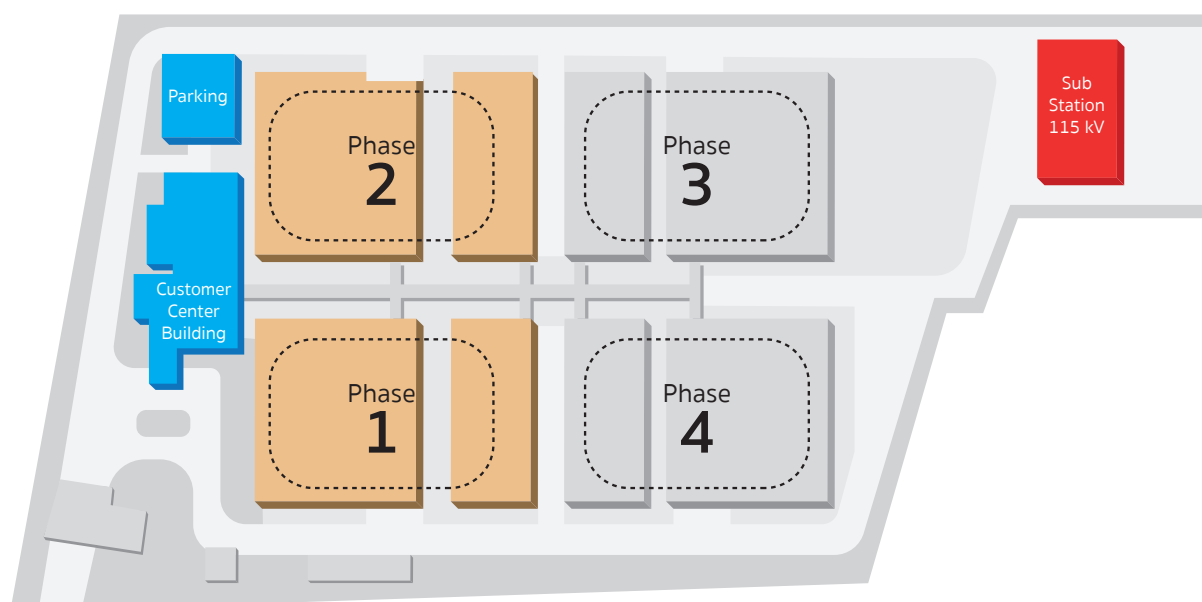 Parking
Sub
Station
115 kV
Phase
2
Phase
3
Customer
Center
Building
Phase
1
Phase
4